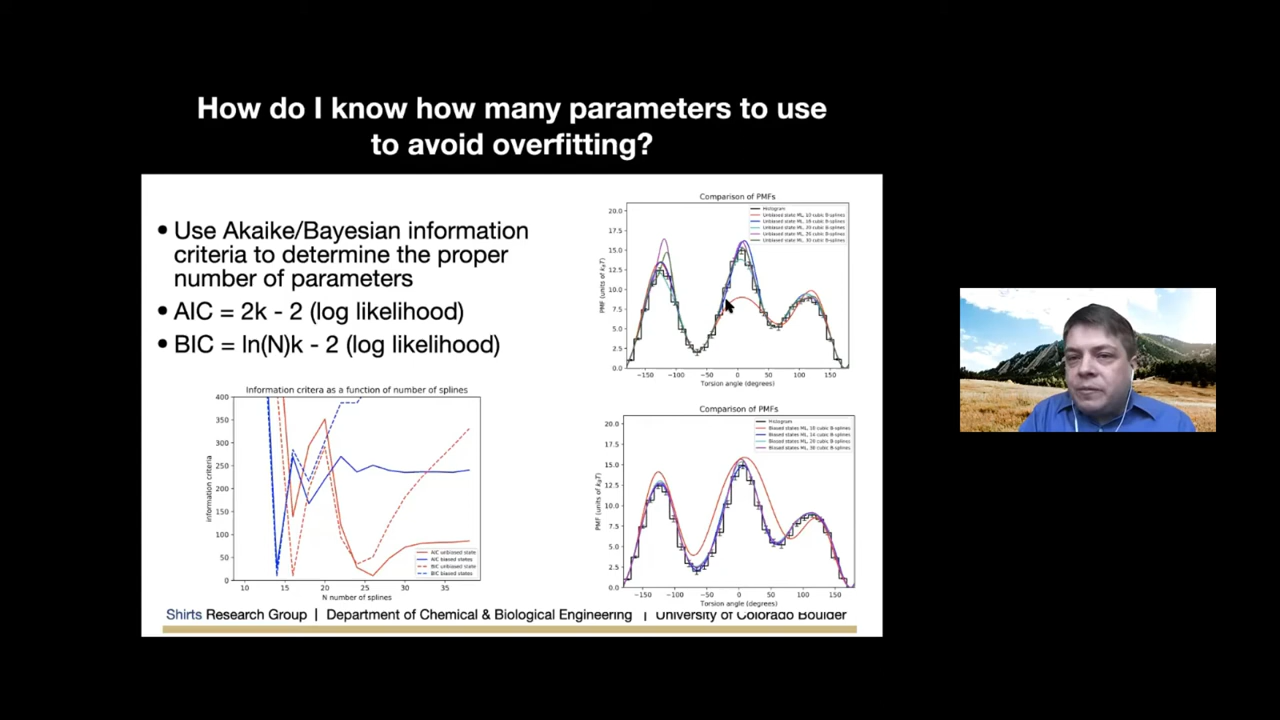 How do I know how many parameters to use
to avoid overfitting?
• Use Akaike/Bayesian information
criteria to determine the proper
number of parameters
• AIC = 2k - 2 (log likelihood)
• BIC = ln(N)k - 2 (log likelihood)
Comparison of PMFs
20.0
17.5
15.0
12.5
10.0
7.5
5.0
2.5
0.0
PMF (units of kBT)
Histogram
−150 −100 −50 0 50 100 150
Torsion angle (degrees)
Information critera as a function of number of splines
400
350
300
250
200
150
100
50
0
information criteria
AIC unbiased state
AIC biased states
BIC unbiased state
BIC biased states
10 15 20 25 30 35
N number of splines
Comparison of PMFs
20.0
17.5
15.0
12.5
10.0
7.5
5.0
2.5
0.0
PMF (units of kBT)
Histogram
−150 −100 −50 0 50 100 150
Torsion angle (degrees)
Shirts Research Group | Department of Chemical & Biological Engineering | University of Colorado Boulder